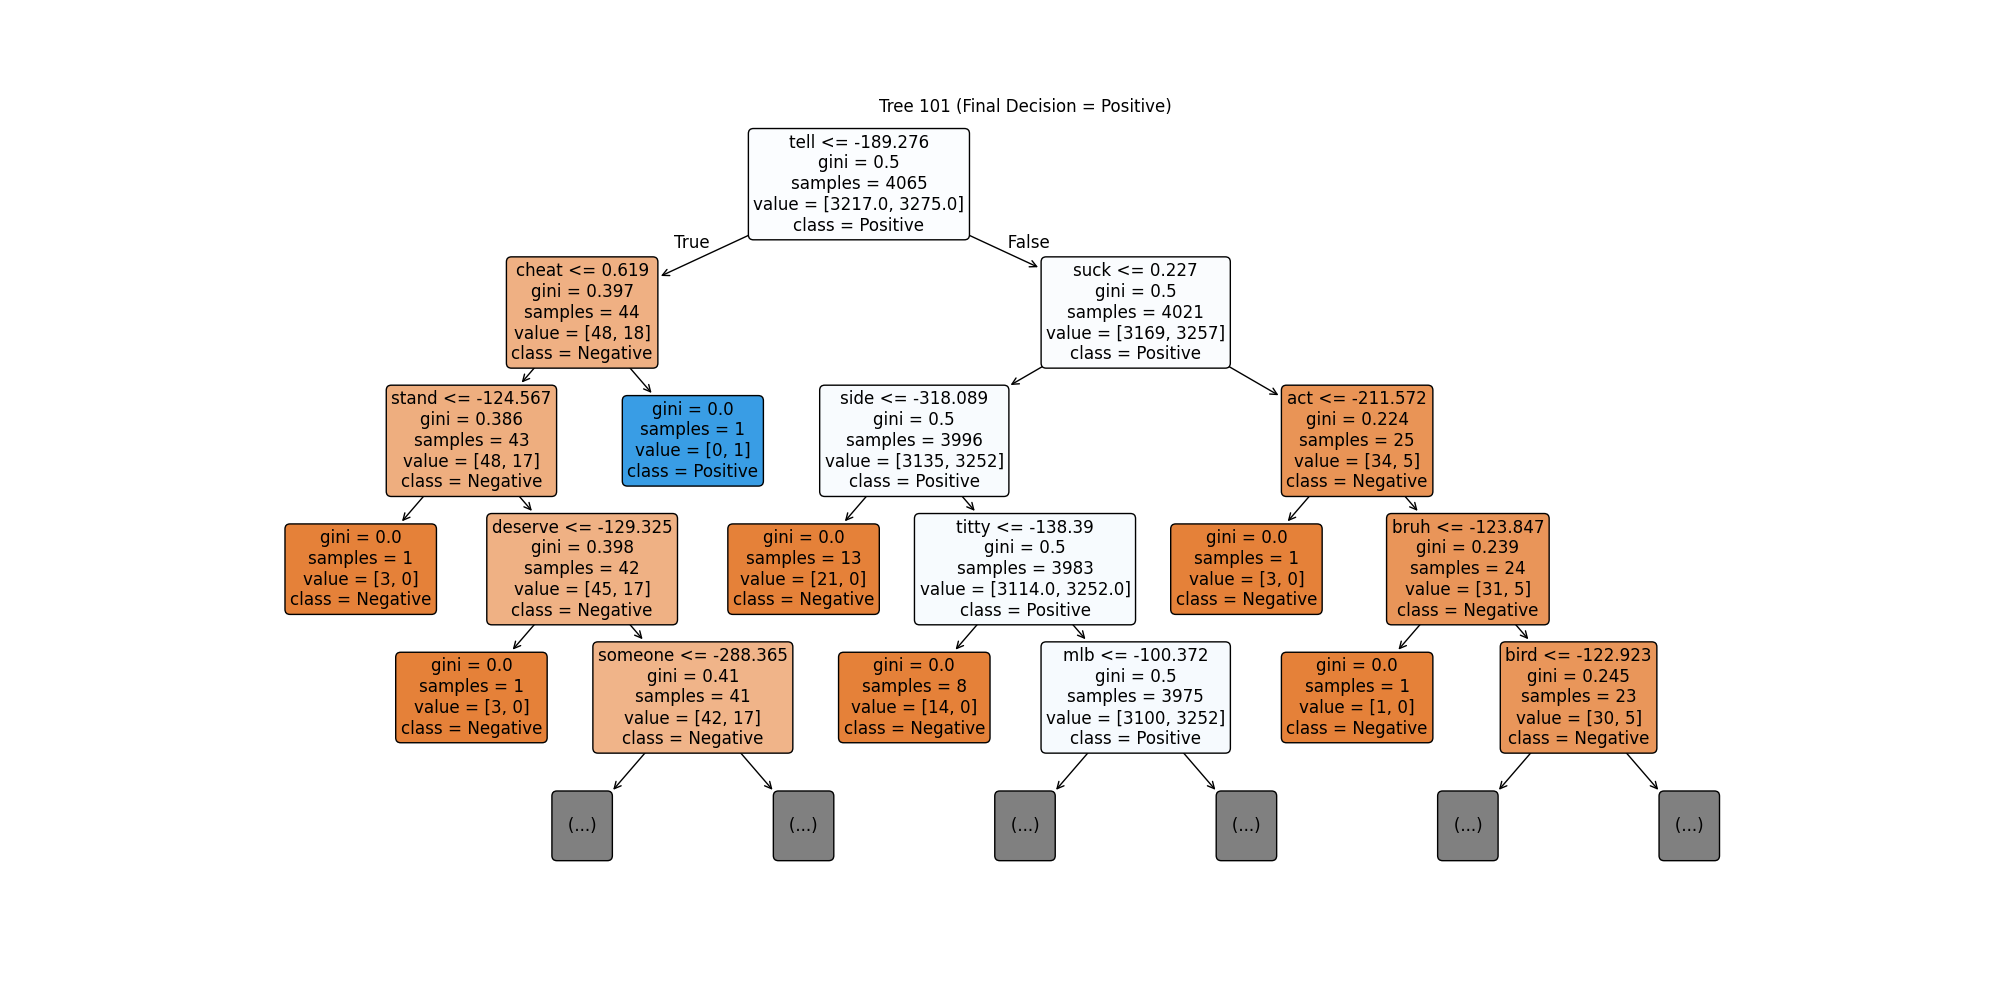 Tree 101 (Final Decision = Positive)
tell <= -189.276
gini = 0.5
samples = 4065
value = [3217.0, 3275.0]
class = Positive
True
False
cheat <= 0.619
gini = 0.397
samples = 44
value = [48, 18]
class = Negative
suck <= 0.227
gini = 0.5
samples = 4021
value = [3169, 3257]
class = Positive
stand <= -124.567
gini = 0.386
samples = 43
value = [48, 17]
class = Negative
gini = 0.0
samples = 1
value = [0, 1]
class = Positive
side <= -318.089
gini = 0.5
samples = 3996
value = [3135, 3252]
class = Positive
act <= -211.572
gini = 0.224
samples = 25
value = [34, 5]
class = Negative
gini = 0.0
samples = 1
value = [3, 0]
class = Negative
deserve <= -129.325
gini = 0.398
samples = 42
value = [45, 17]
class = Negative
gini = 0.0
samples = 13
value = [21, 0]
class = Negative
titty <= -138.39
gini = 0.5
samples = 3983
value = [3114.0, 3252.0]
class = Positive
gini = 0.0
samples = 1
value = [3, 0]
class = Negative
bruh <= -123.847
gini = 0.239
samples = 24
value = [31, 5]
class = Negative
gini = 0.0
samples = 1
value = [3, 0]
class = Negative
someone <= -288.365
gini = 0.41
samples = 41
value = [42, 17]
class = Negative
gini = 0.0
samples = 8
value = [14, 0]
class = Negative
mlb <= -100.372
gini = 0.5
samples = 3975
value = [3100, 3252]
class = Positive
gini = 0.0
samples = 1
value = [1, 0]
class = Negative
bird <= -122.923
gini = 0.245
samples = 23
value = [30, 5]
class = Negative
(...)
(...)
(...)
(...)
(...)
(...)